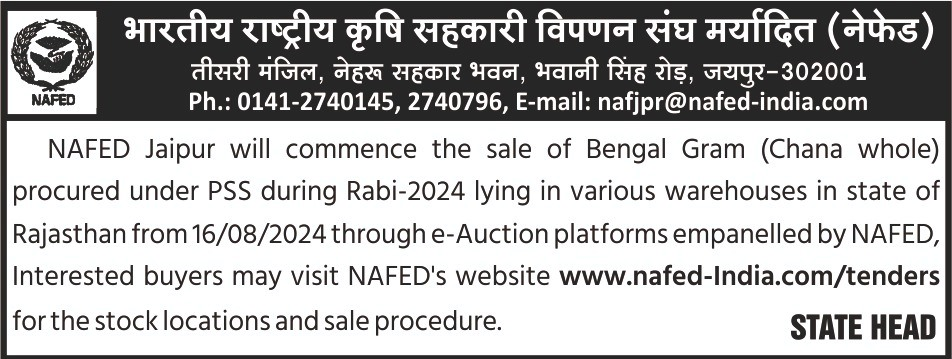 भारतीय राष्ट्रीय कृषि सहकारी विपणन संघ मर्यादित (नेफेड)
तीसरी मंजिल, नेहरू सहकार भवन, भवानी सिंह रोड़, जयपुर-302001
NAFED
Ph.: 0141-2740145, 2740796, E-mail: nafjpr@nafed-india.com
NAFED Jaipur will commence the sale of Bengal Gram (Chana whole)
procured under PSS during Rabi-2024 lying in various warehouses in state of
Rajasthan from 16/08/2024 through e-Auction platforms empanelled by NAFED,
Interested buyers may visit NAFED's website www.nafed-India.com/tenders
for the stock locations and sale procedure.
STATE HEAD